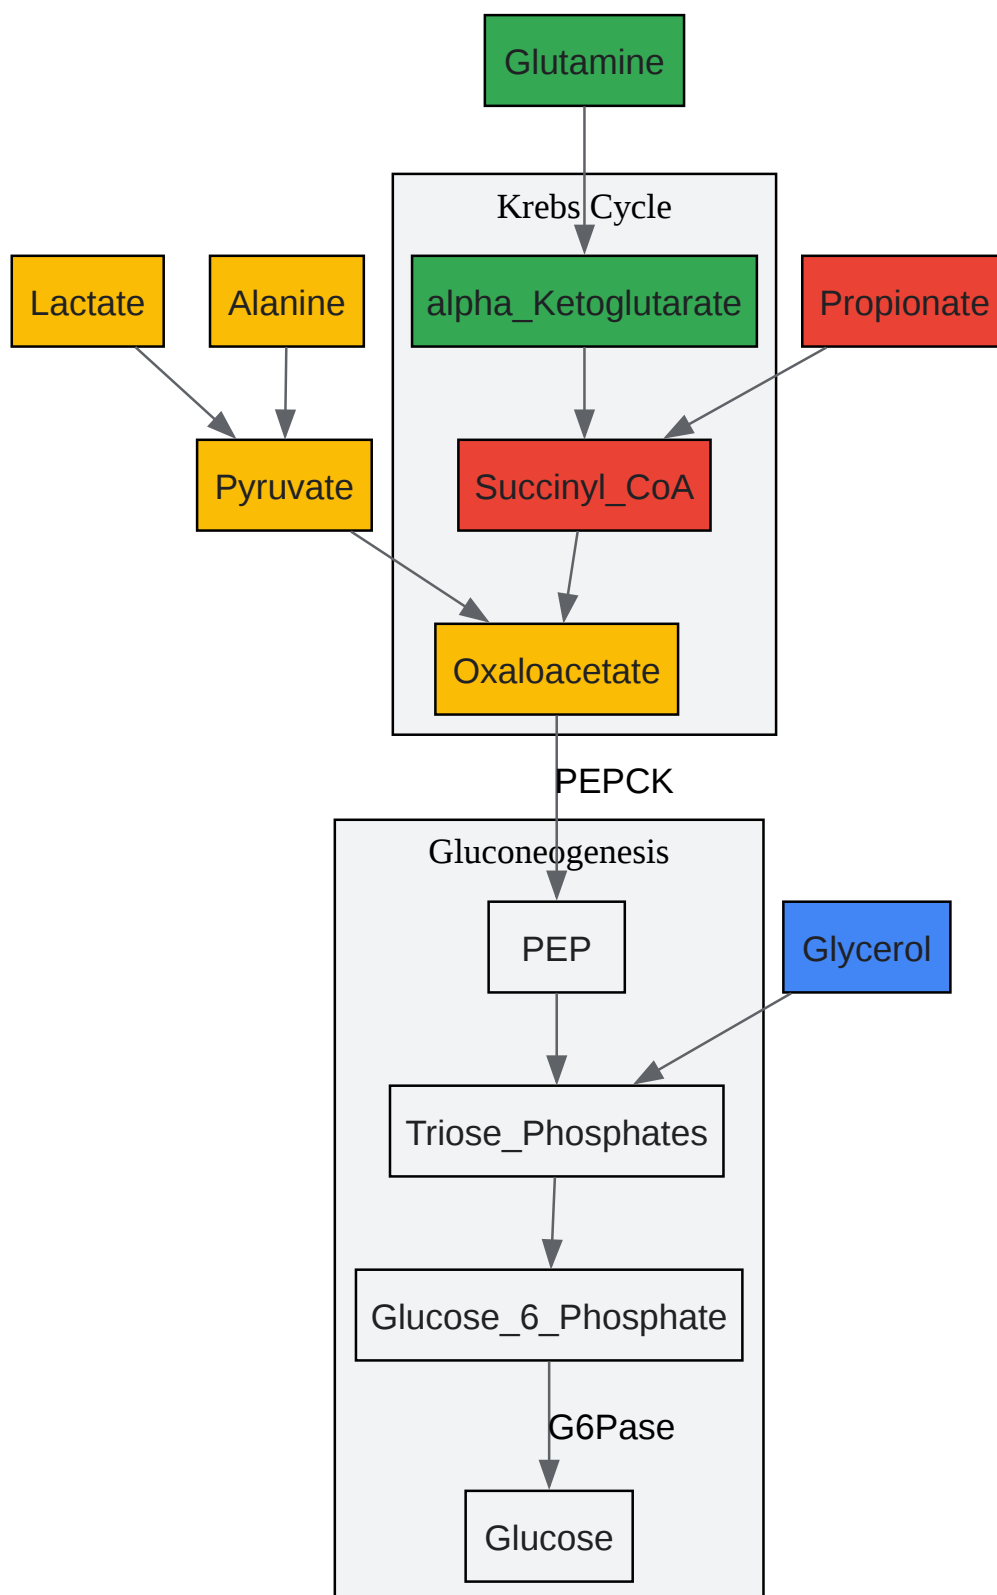 Glutamine
Krebs Cycle
Lactate
Alanine
alpha_Ketoglutarate
Propionate
Pyruvate
Succinyl_CoA
Oxaloacetate
PEPCK
Gluconeogenesis
PEP
Glycerol
Triose_Phosphates
Glucose_6_Phosphate
G6Pase
Glucose